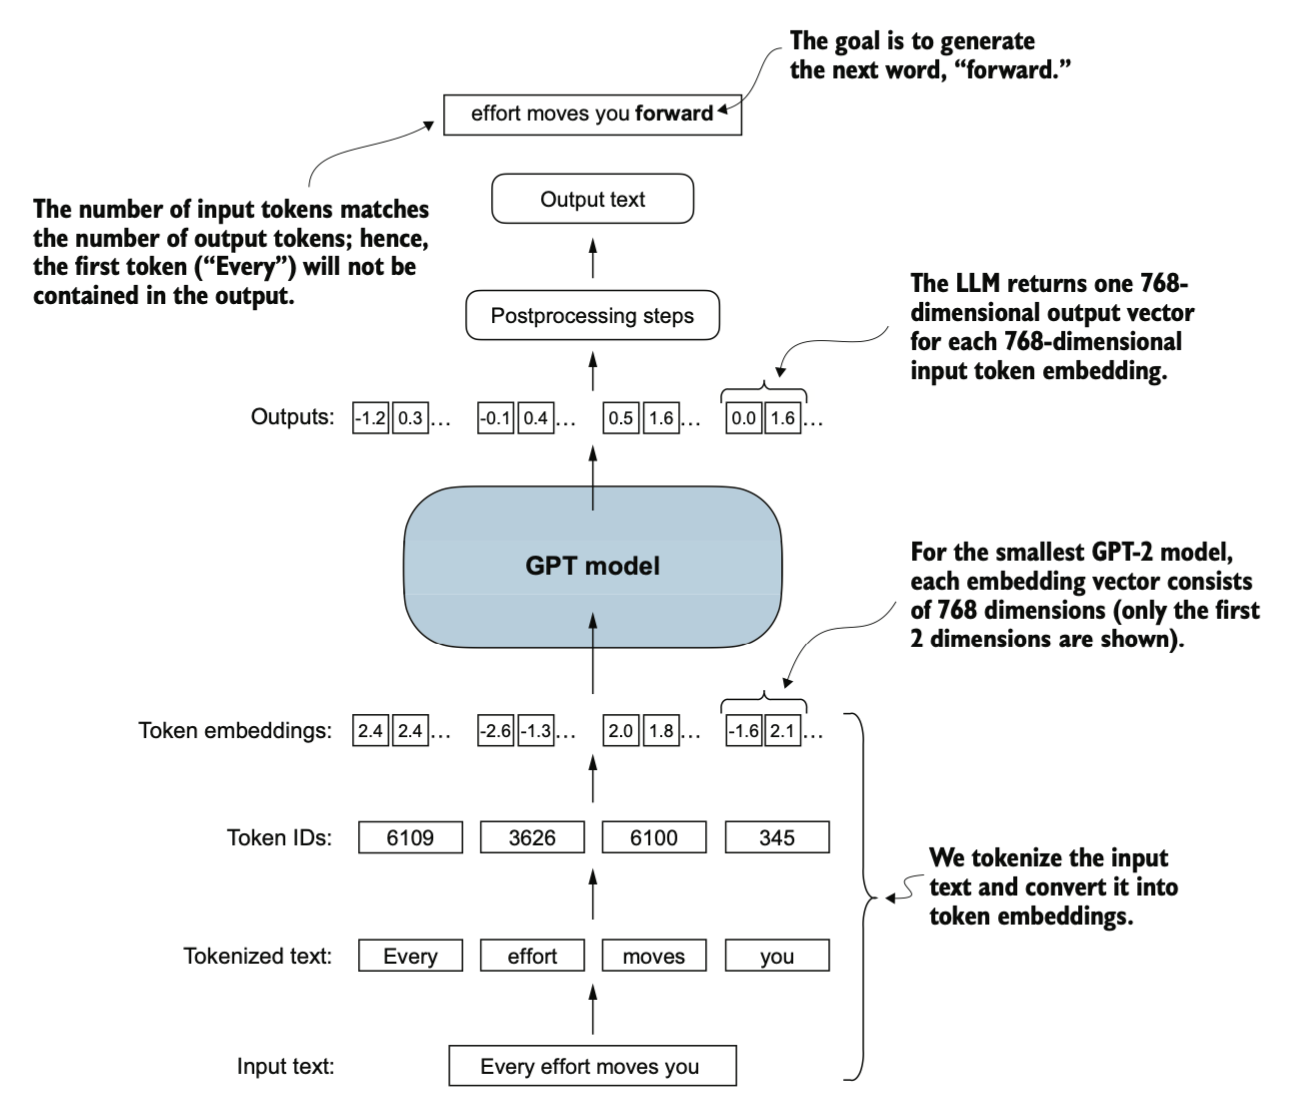 The goal is to generate
the next word, “forward.”
effort moves you forward
The number of input tokens matches
the number of output tokens; hence,
the first token (“Every”) will not be
contained in the output.
Output text
Postprocessing steps
The LLM returns one 768-
dimensional output vector
for each 768-dimensional
input token embedding.
Outputs: -1.2 0.3 ... -0.1 0.4 ... 0.5 1.6 ... 0.0 1.6 ...
GPT model
For the smallest GPT-2 model,
each embedding vector consists
of 768 dimensions (only the first
2 dimensions are shown).
Token embeddings: 2.4 2.4 ... -2.6 -1.3 ... 2.0 1.8 ... -1.6 2.1 ...
Token IDs: 6109 3626 6100 345
We tokenize the input
text and convert it into
token embeddings.
Tokenized text: Every effort moves you
Input text: Every effort moves you